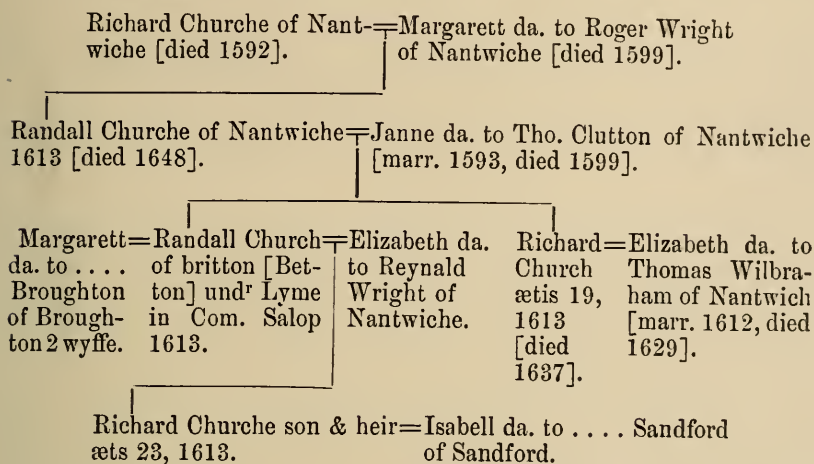 Richard Churche of Nant-=Margarett da. to Roger Wright
wiche [died 1592]. of Nantwiche [died 1599].
Randall Churche of Nantwiche=Janne da. to Tho. Clutton of Nantwiche
1613 [died 1648]. [marr. 1593, died 1599].
Margarett=Randall Church=Elizabeth da. Richard=Elizabeth da. to
da. to .... of britton [Bet- to Reynald Church Thomas Wilbra-
Broughton ton] undʳ Lyme Wright of ætis 19, ham of Nantwich
of Brough- in Com. Salop Nantwiche. 1613 [marr. 1612, died
ton 2 wyffe. 1613. [died 1629].
1637].
Richard Churche son & heir=Isabell da. to .... Sandford
æts 23, 1613. of Sandford.